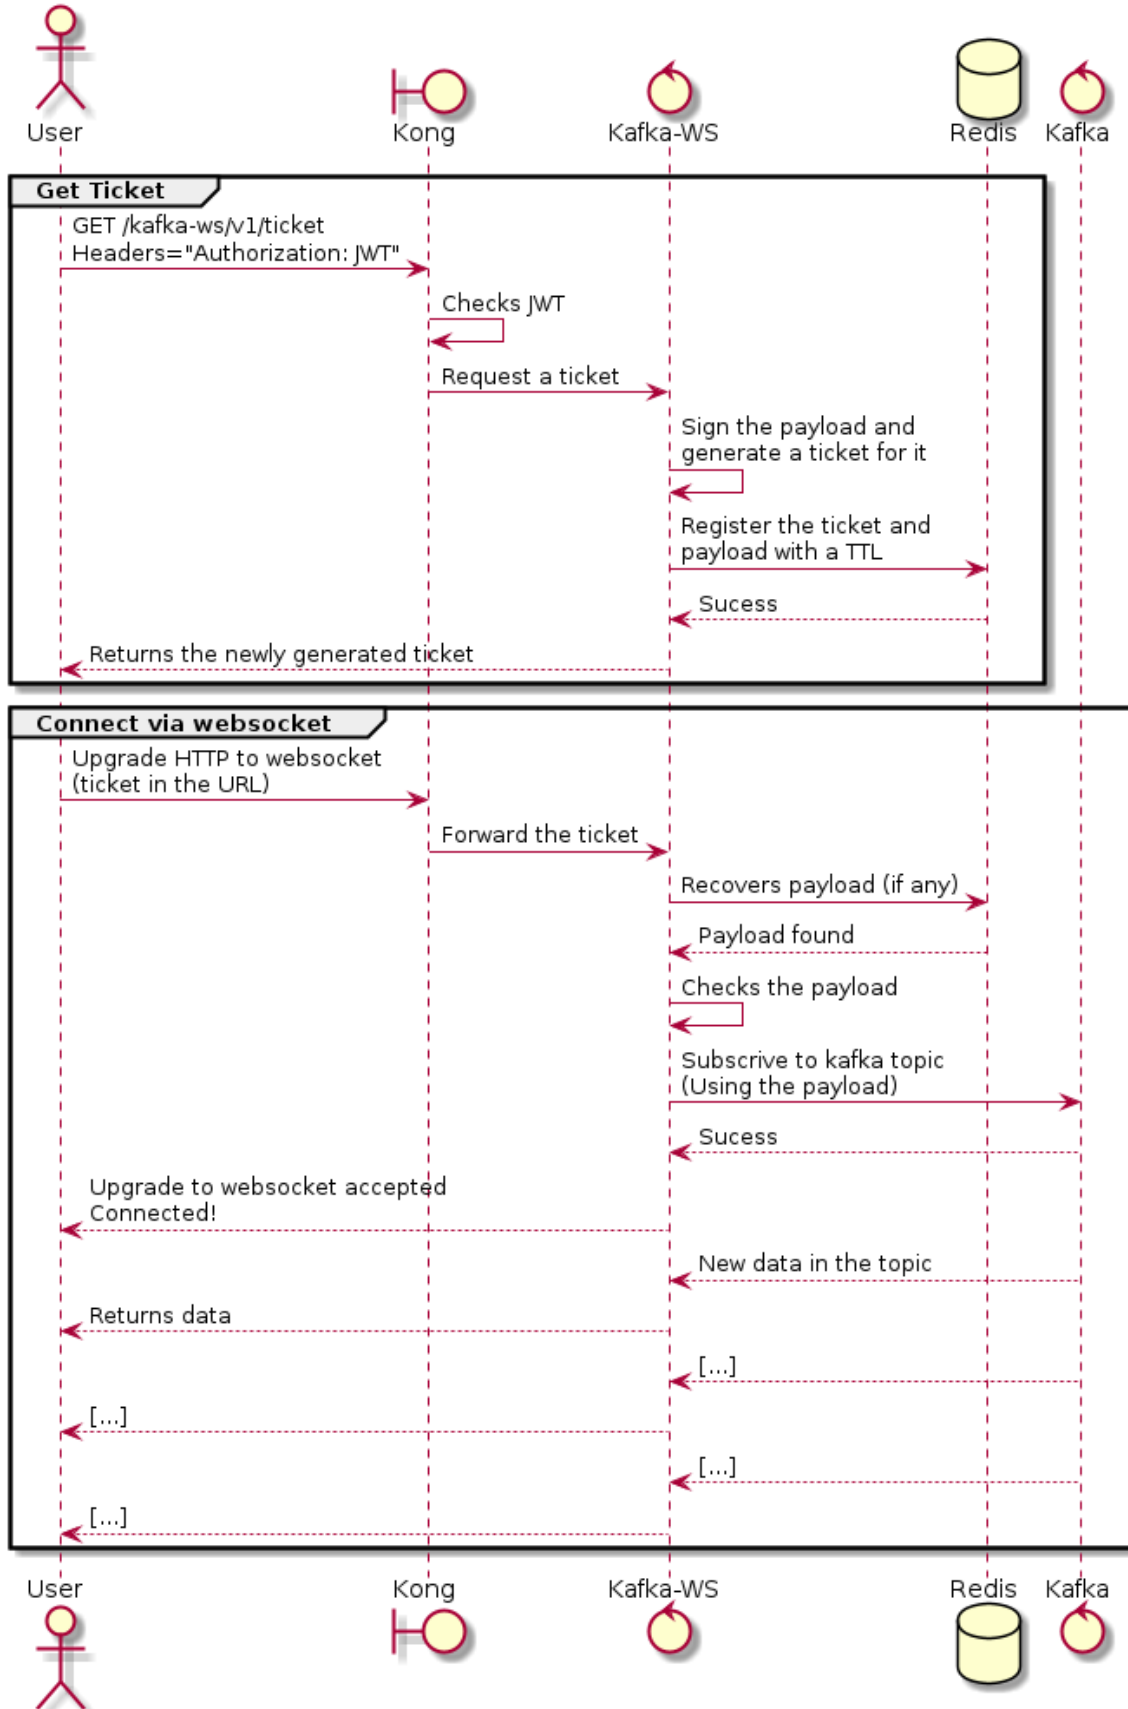 User
Kong
Kafka-WS
Redis
Kafka
Get Ticket
GET /kafka-ws/v1/ticket
Headers="Authorization: JWT"
Checks JWT
Request a ticket
Sign the payload and
generate a ticket for it
Register the ticket and
payload with a TTL
Sucess
Returns the newly generated ticket
Connect via websocket
Upgrade HTTP to websocket
(ticket in the URL)
Forward the ticket
Recovers payload (if any)
Payload found
Checks the payload
Subscrive to kafka topic
(Using the payload)
Sucess
Upgrade to websocket accepted
Connected!
New data in the topic
Returns data
[...]
[...]
[...]
[...]
User
Kong
Kafka-WS
Redis
Kafka